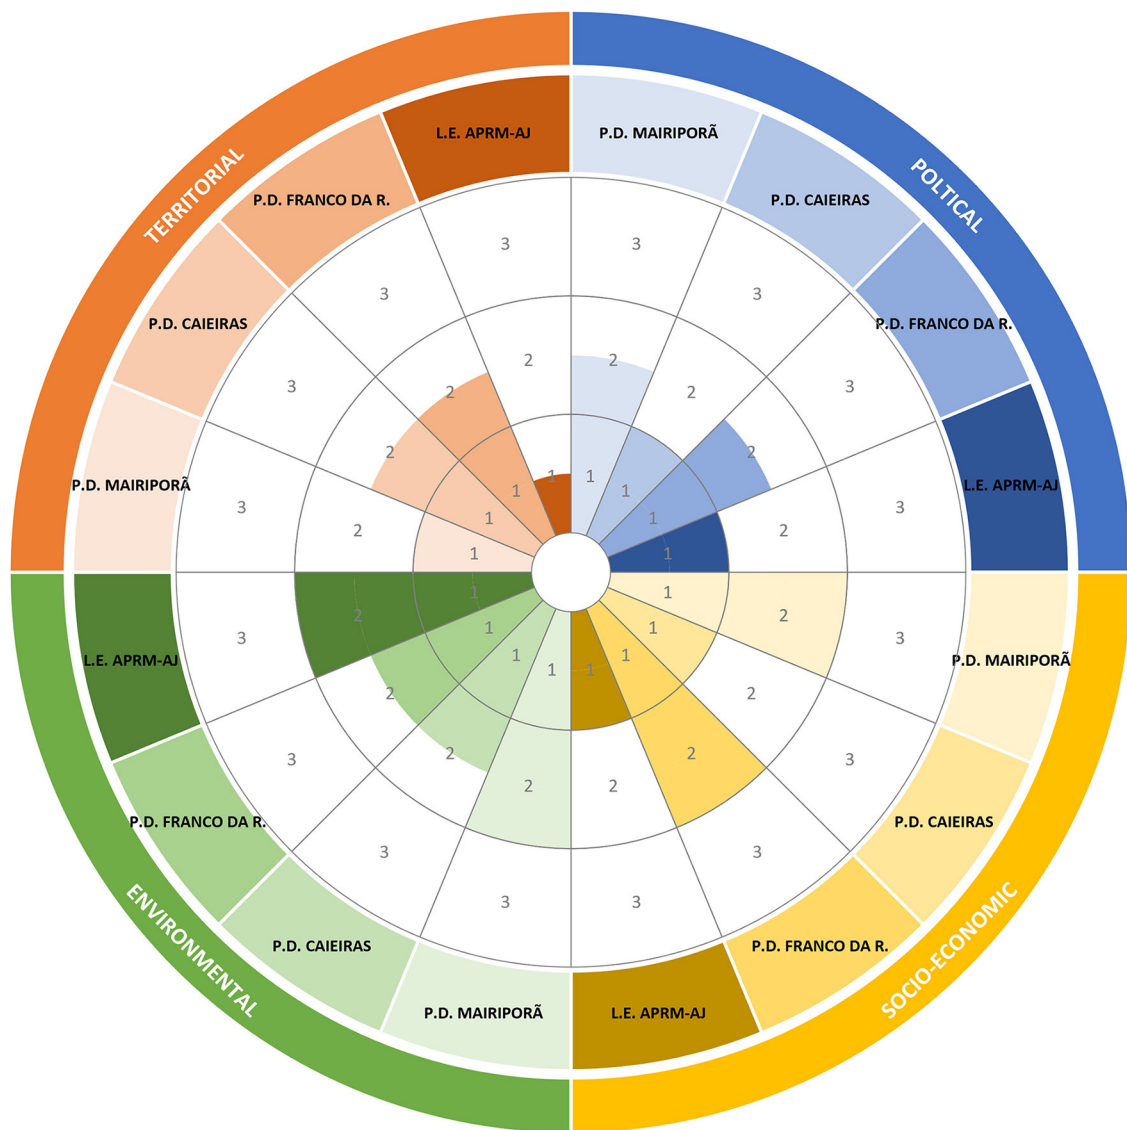 TERRITORIAL
POLTICAL
L.E. APRM-AJ
P.D. MAIRIPORÃ
P.D. FRANCO DA R.
P.D. CAIEIRAS
3
3
3
3
P.D. CAIEIRAS
P.D. FRANCO DA R.
2
2
3
3
2
2
2
2
P.D. MAIRIPORÃ
L.E. APRM-AJ
3
3
1
1
1
1
2
2
1
1
1
1
3
3
2
2
1
1
1
1
L.E. APRM-AJ
P.D. MAIRIPORÃ
1
1
1
1
2
2
2
2
3
3
2
2
P.D. FRANCO DA R.
P.D. CAIEIRAS
3
3
3
3
P.D. CAIEIRAS
P.D. FRANCO DA R.
P.D. MAIRIPORÃ
L.E. APRM-AJ
ENVIRONMENTAL
SOCIO-ECONOMIC